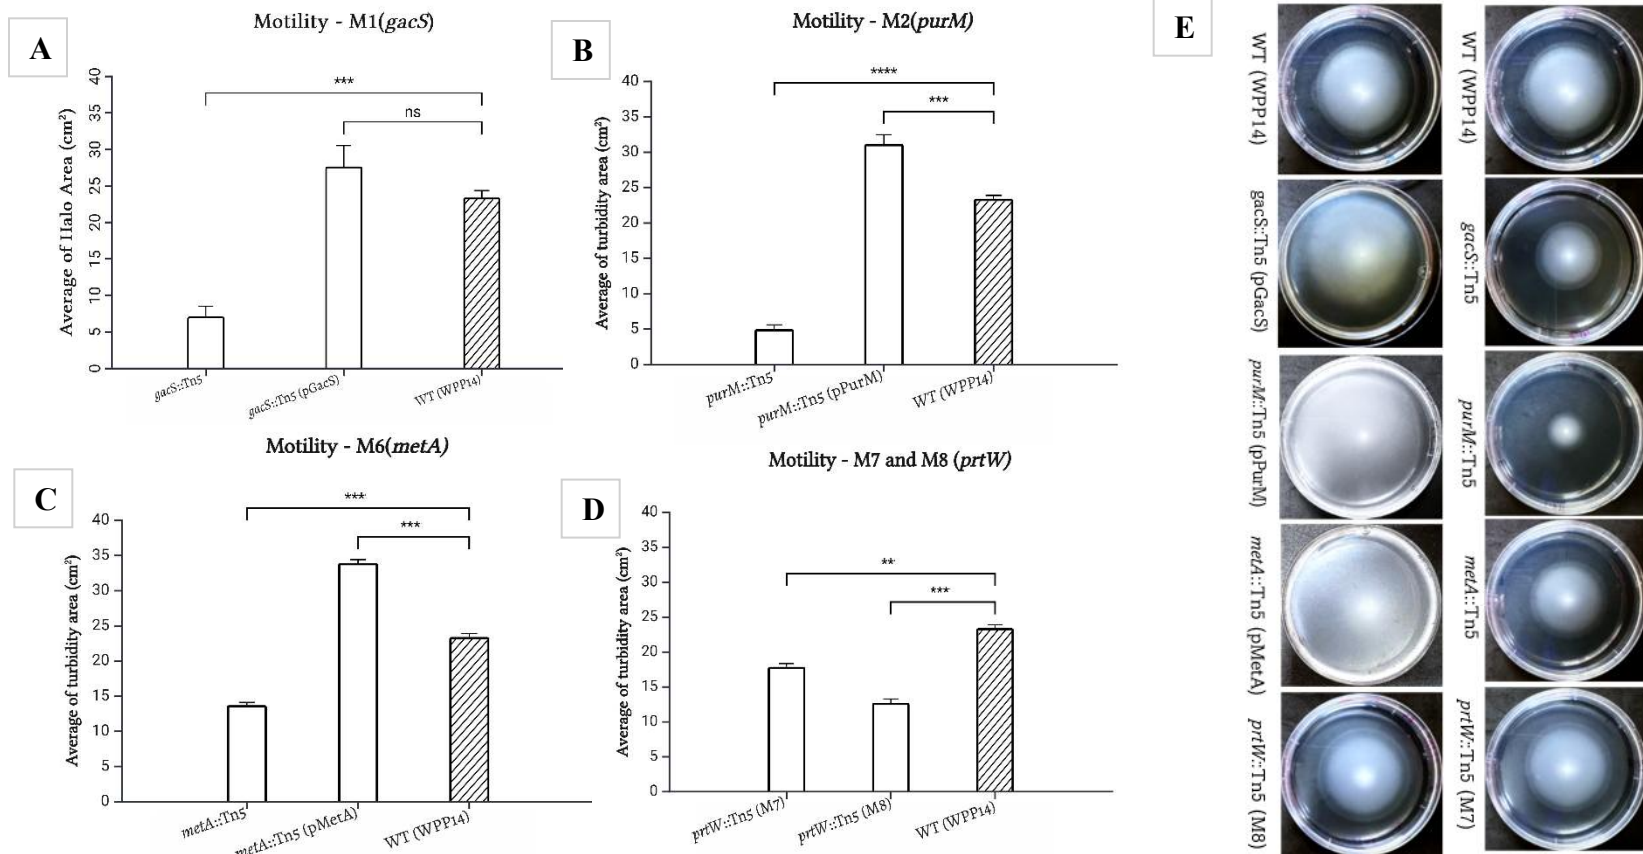 A
Motility - M1(gacS)
Average of Halo Area (cm²)
40
35
30
25
20
15
10
5
0
***
ns
gacS::Tn5
gacS::Tn5 (pGacS)
WT (WPP14)
B
Motility - M2(purM)
Average of turbidity area (cm²)
40
35
30
25
20
15
10
5
0
****
***
purM::Tn5
purM::Tn5 (pPurM)
WT (WPP14)
C
Motility - M6(metA)
Average of turbidity area (cm²)
40
35
30
25
20
15
10
5
0
***
***
metA::Tn5
metA::Tn5 (pMetA)
WT (WPP14)
D
Motility - M7 and M8 (prtW)
Average of turbidity area (cm²)
40
35
30
25
20
15
10
5
0
**
***
prtW::Tn5 (M7)
prtW::Tn5 (M8)
WT (WPP14)
E
WT (WPP14)
WT (WPP14)
gacS::Tn5 (pGacS)
gacS::Tn5
purM::Tn5 (pPurM)
purM::Tn5
metA::Tn5 (pMetA)
metA::Tn5
prtW::Tn5 (M8)
prtW::Tn5 (M7)